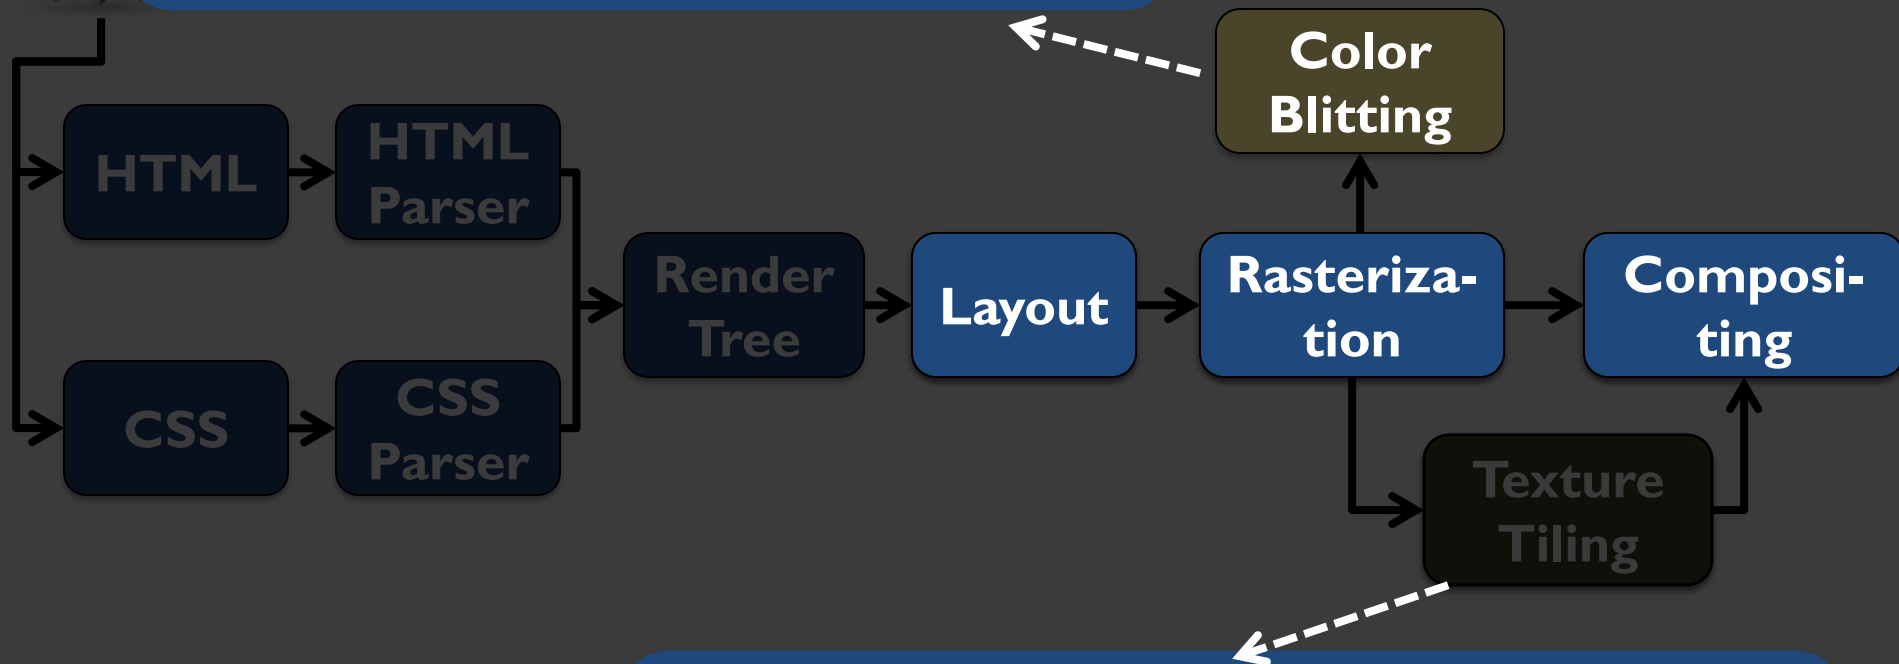 Color
Blitting
HTML
HTML
Parser
Render
Tree
Layout
Rasteriza-
tion
Composi-
ting
CSS
CSS
Parser
Texture
Tiling